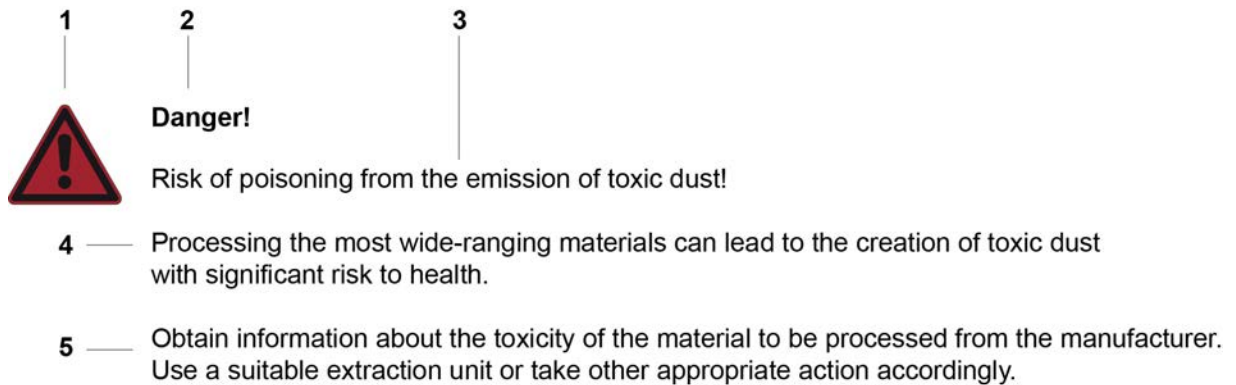 1 2 3
Danger!
Risk of poisoning from the emission of toxic dust!
4 Processing the most wide-ranging materials can lead to the creation of toxic dust
with significant risk to health.
5 Obtain information about the toxicity of the material to be processed from the manufacturer.
Use a suitable extraction unit or take other appropriate action accordingly.